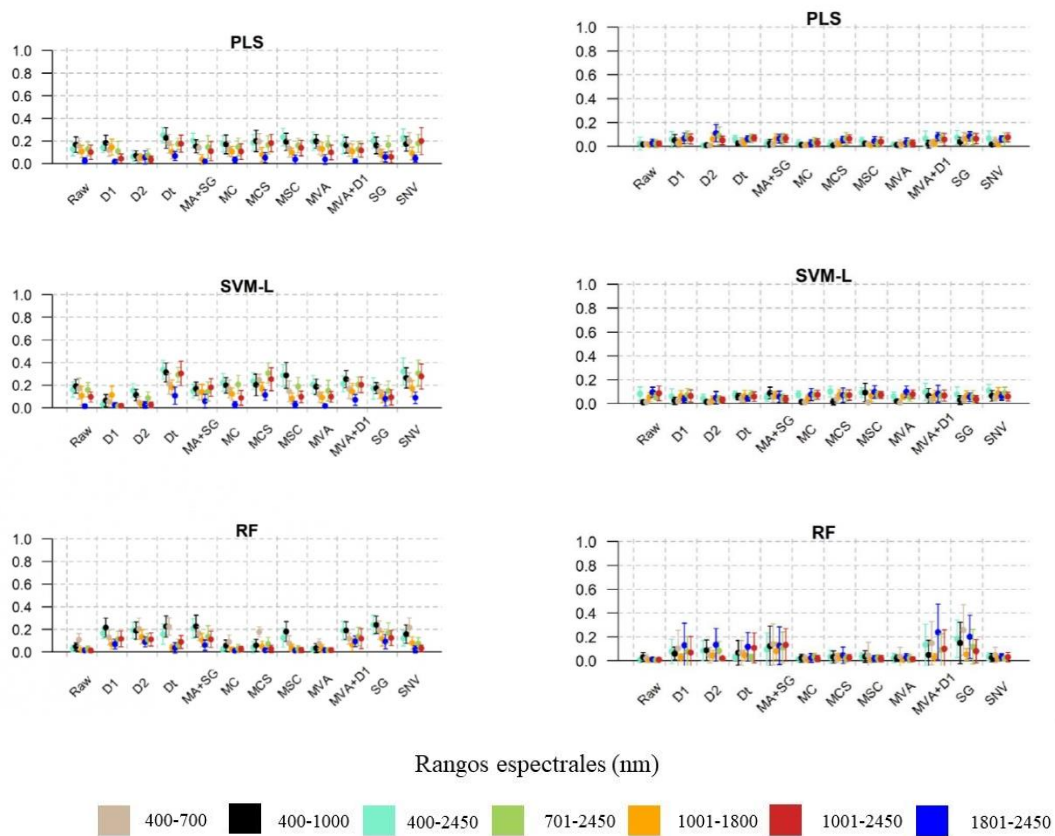 PLS
1.0
0.8
0.6
0.4
0.2
0.0
Raw D1 D2 Dt MA+SG MC MCS MSC MVA MVA+D1 SG SNV
PLS
1.0
0.8
0.6
0.4
0.2
0.0
Raw D1 D2 Dt MA+SG MC MCS MSC MVA MVA+D1 SG SNV
SVM-L
1.0
0.8
0.6
0.4
0.2
0.0
Raw D1 D2 Dt MA+SG MC MCS MSC MVA MVA+D1 SG SNV
SVM-L
1.0
0.8
0.6
0.4
0.2
0.0
Raw D1 D2 Dt MA+SG MC MCS MSC MVA MVA+D1 SG SNV
RF
1.0
0.8
0.6
0.4
0.2
0.0
Raw D1 D2 Dt MA+SG MC MCS MSC MVA MVA+D1 SG SNV
RF
1.0
0.8
0.6
0.4
0.2
0.0
Raw D1 D2 Dt MA+SG MC MCS MSC MVA MVA+D1 SG SNV
Rangos espectrales (nm)
400-700 400-1000 400-2450 701-2450 1001-1800 1001-2450 1801-2450